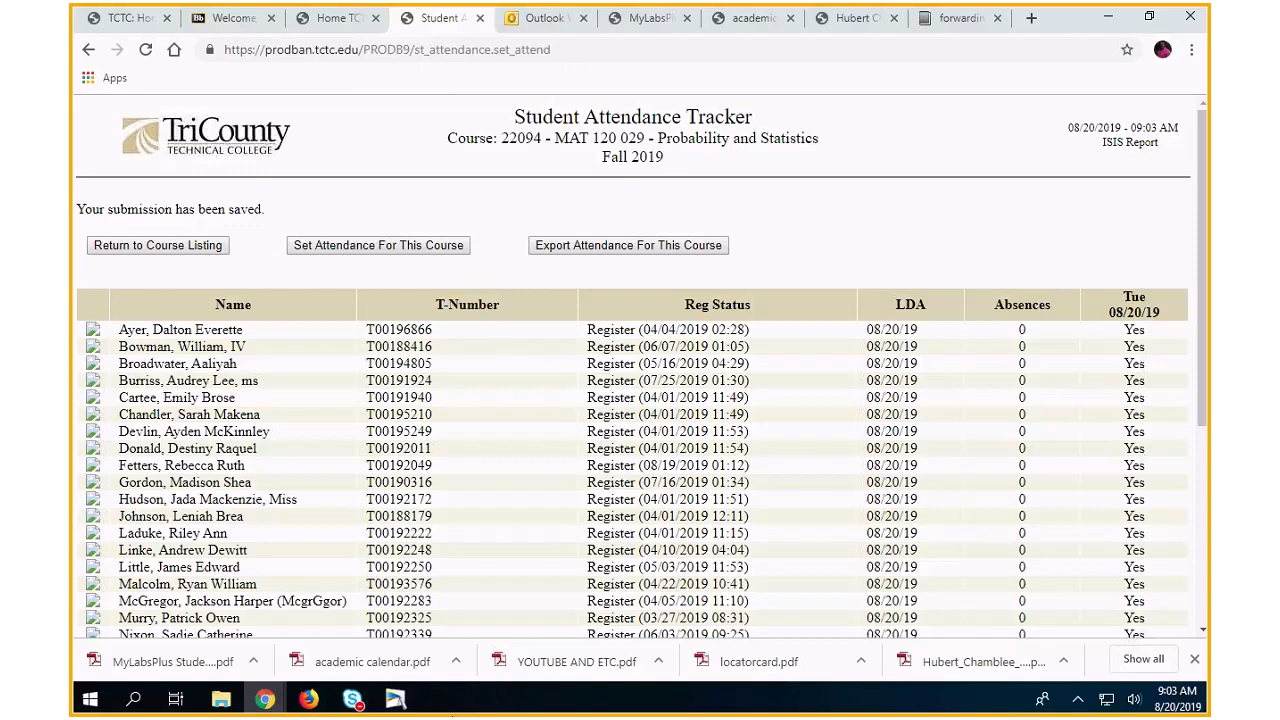 TCTC: Ho
Welcome
Home TC
Student A
Outlook
MyLabsP
academic
Hubert C
forwardin
https://prodban.tctc.edu/PRODB9/st_attendance.set_attend
Apps
TriCounty
TECHNICAL COLLEGE
Student Attendance Tracker
Course: 22094 - MAT 120 029 - Probability and Statistics
Fall 2019
08/20/2019 - 09:03 AM
ISIS Report
Your submission has been saved.
Return to Course Listing Set Attendance For This Course Export Attendance For This Course
Name T-Number Reg Status LDA Absences Tue 08/20/19
Ayer, Dalton Everette T00196866 Register (04/04/2019 02:28) 08/20/19 0 Yes
Bowman, William, IV T00188416 Register (06/07/2019 01:05) 08/20/19 0 Yes
Broadwater, Aaliyah T00194805 Register (05/16/2019 04:29) 08/20/19 0 Yes
Burriss, Audrey Lee, ms T00191924 Register (07/25/2019 01:30) 08/20/19 0 Yes
Cartee, Emily Brose T00191940 Register (04/01/2019 11:49) 08/20/19 0 Yes
Chandler, Sarah Makena T00195210 Register (04/01/2019 11:49) 08/20/19 0 Yes
Devlin, Ayden McKinnley T00195249 Register (04/01/2019 11:53) 08/20/19 0 Yes
Donald, Destiny Raquel T00192011 Register (04/01/2019 11:54) 08/20/19 0 Yes
Fetters, Rebecca Ruth T00192049 Register (08/19/2019 01:12) 08/20/19 0 Yes
Gordon, Madison Shea T00190316 Register (07/16/2019 01:34) 08/20/19 0 Yes
Hudson, Jada Mackenzie, Miss T00192172 Register (04/01/2019 11:51) 08/20/19 0 Yes
Johnson, Leniah Brea T00188179 Register (04/01/2019 12:11) 08/20/19 0 Yes
Laduke, Riley Ann T00192222 Register (04/01/2019 11:15) 08/20/19 0 Yes
Linke, Andrew Dewitt T00192248 Register (04/10/2019 04:04) 08/20/19 0 Yes
Little, James Edward T00192250 Register (05/03/2019 11:53) 08/20/19 0 Yes
Malcolm, Ryan William T00193576 Register (04/22/2019 10:41) 08/20/19 0 Yes
McGregor, Jackson Harper (McgrGgor) T00192283 Register (04/05/2019 11:10) 08/20/19 0 Yes
Murry, Patrick Owen T00192325 Register (03/27/2019 08:31) 08/20/19 0 Yes
Nixon, Sadie Catherine T00192339 Register (06/03/2019 09:25) 08/20/19 0 Yes
MyLabsPlus Stude....pdf academic calendar.pdf YOUTUBE AND ETC.pdf locatorcard.pdf Hubert_Chamblee_....p... Show all
9:03 AM
8/20/2019